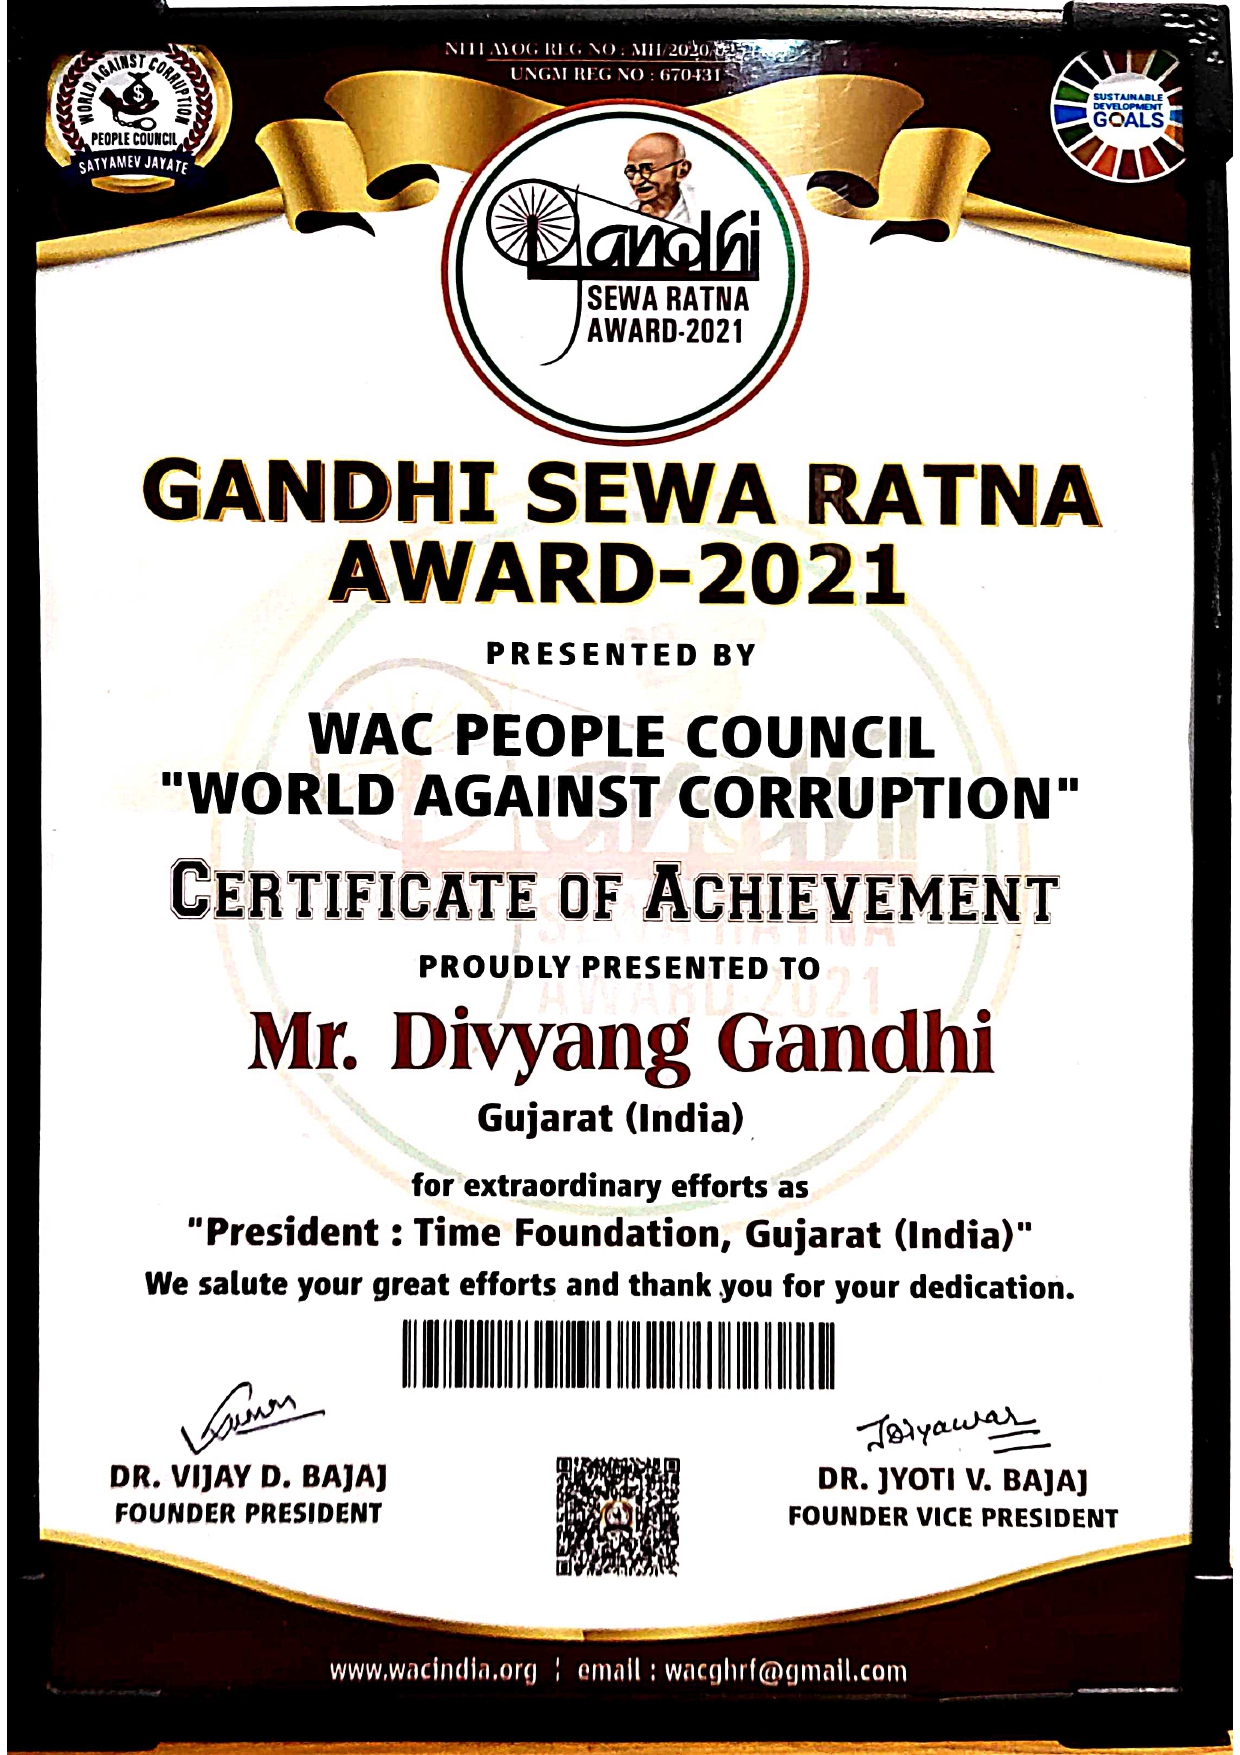 NITI AYOG REG NO : MH/2020/
UNGM REG NO : 670431
WORLD AGAINST CORRUPTION
PEOPLE COUNCIL
SATYAMEV JAYATE
SUSTAINABLE
DEVELOPMENT
GOALS
Gandhi
SEWA RATNA
AWARD-2021
GANDHI SEWA RATNA
AWARD-2021
PRESENTED BY
WAC PEOPLE COUNCIL
"WORLD AGAINST CORRUPTION"
CERTIFICATE OF ACHIEVEMENT
PROUDLY PRESENTED TO
Mr. Divyang Gandhi
Gujarat (India)
for extraordinary efforts as
"President : Time Foundation, Gujarat (India)"
We salute your great efforts and thank you for your dedication.
DR. VIJAY D. BAJAJ
FOUNDER PRESIDENT
DR. JYOTI V. BAJAJ
FOUNDER VICE PRESIDENT
www.wacindia.org ¦ email : wacghrf@gmail.com